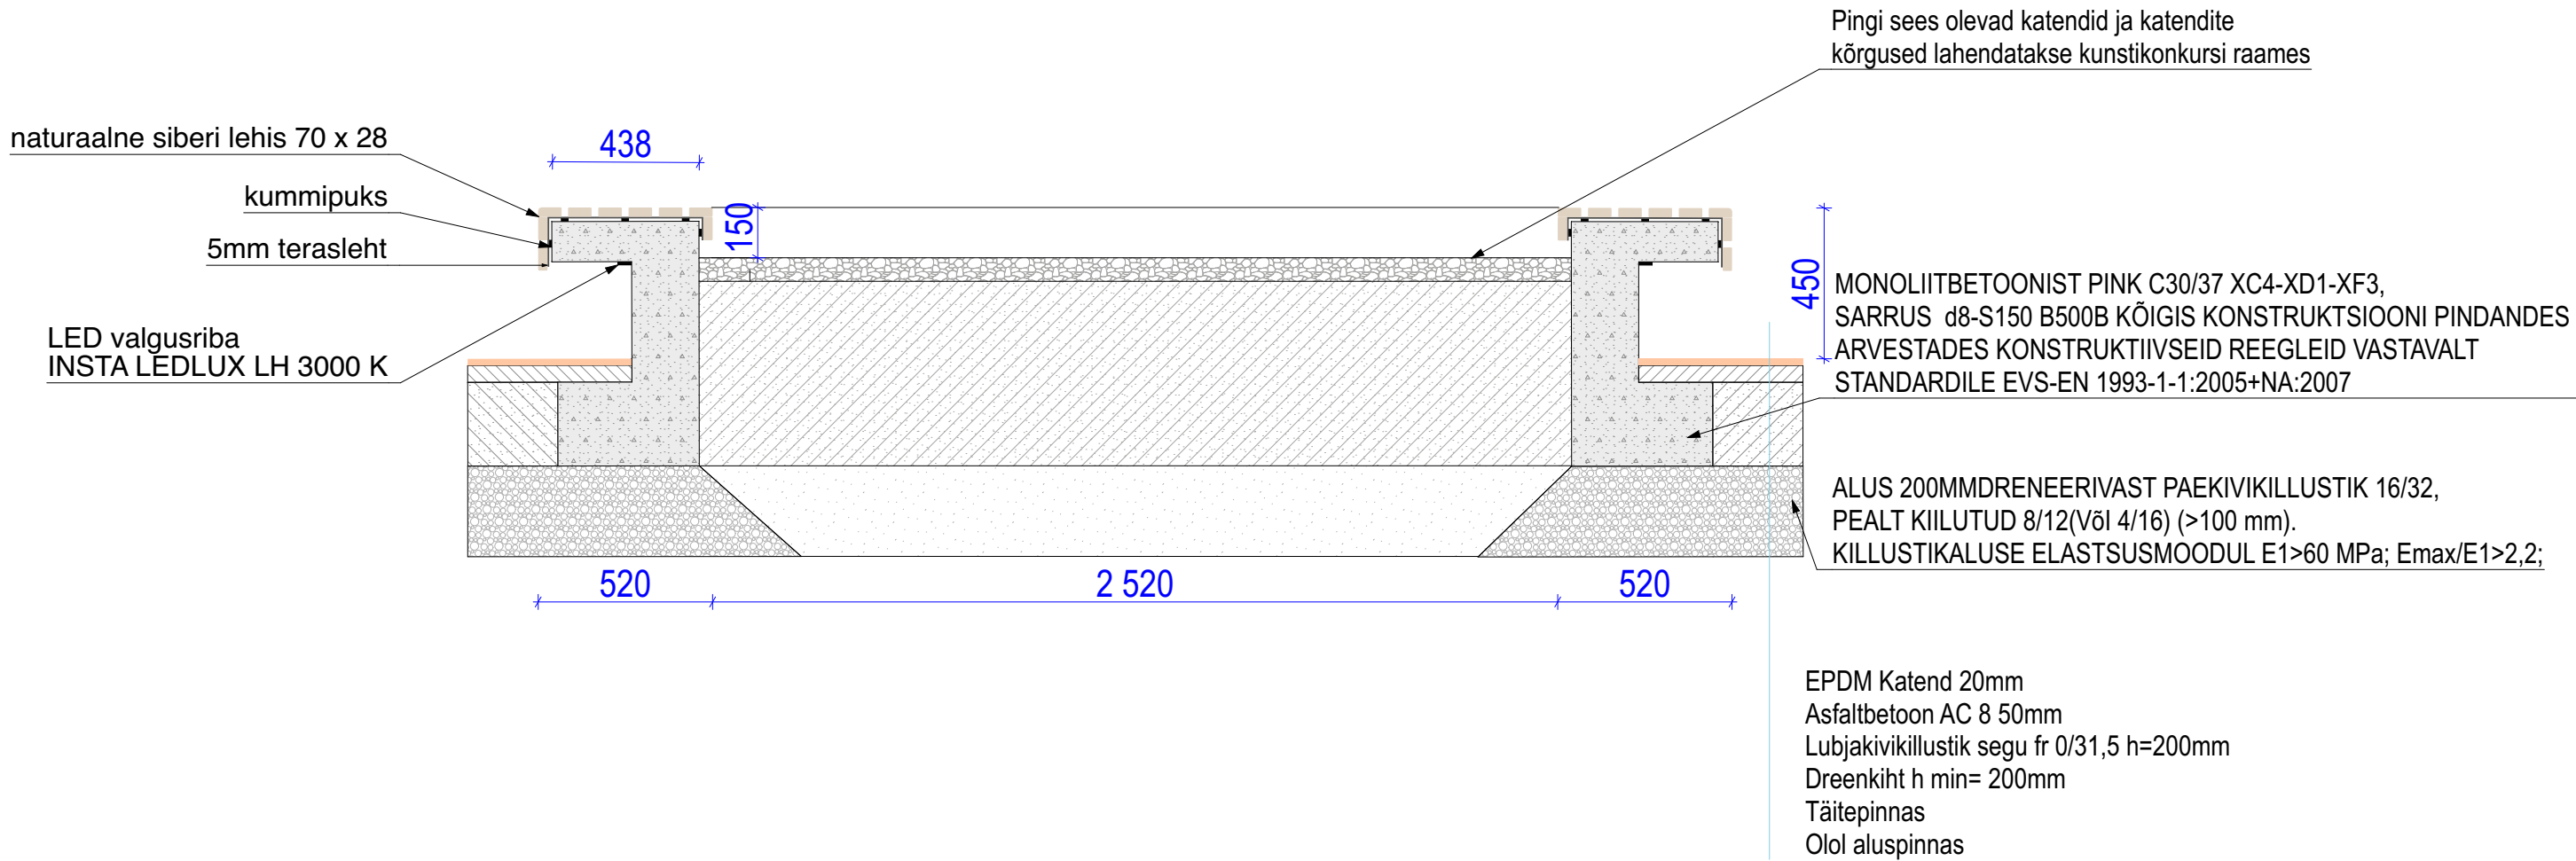 Pingi sees olevad katendid ja katendite
kõrgused lahendatakse kunstikonkursi raames
naturaalne siberi lehis 70 x 28
438
kummipuks
150
5mm terasleht
450
MONOLIITBETOONIST PINK C30/37 XC4-XD1-XF3,
SARRUS d8-S150 B500B KÕIGIS KONSTRUKTSIOONI PINDANDES
ARVESTADES KONSTRUKTIIVSEID REEGLEID VASTAVALT
STANDARDILE EVS-EN 1993-1-1:2005+NA:2007
LED valgusriba
INSTA LEDLUX LH 3000 K
ALUS 200MMDRENEERIVAST PAEKIVIKILLUSTIK 16/32,
PEALT KIILUTUD 8/12(Või 4/16) (>100 mm).
KILLUSTIKALUSE ELASTSUSMOODUL E1>60 MPa; Emax/E1>2,2;
520
2 520
520
EPDM Katend 20mm
Asfaltbetoon AC 8 50mm
Lubjakivikillustik segu fr 0/31,5 h=200mm
Dreenkiht h min= 200mm
Täitepinnas
Olol aluspinnas